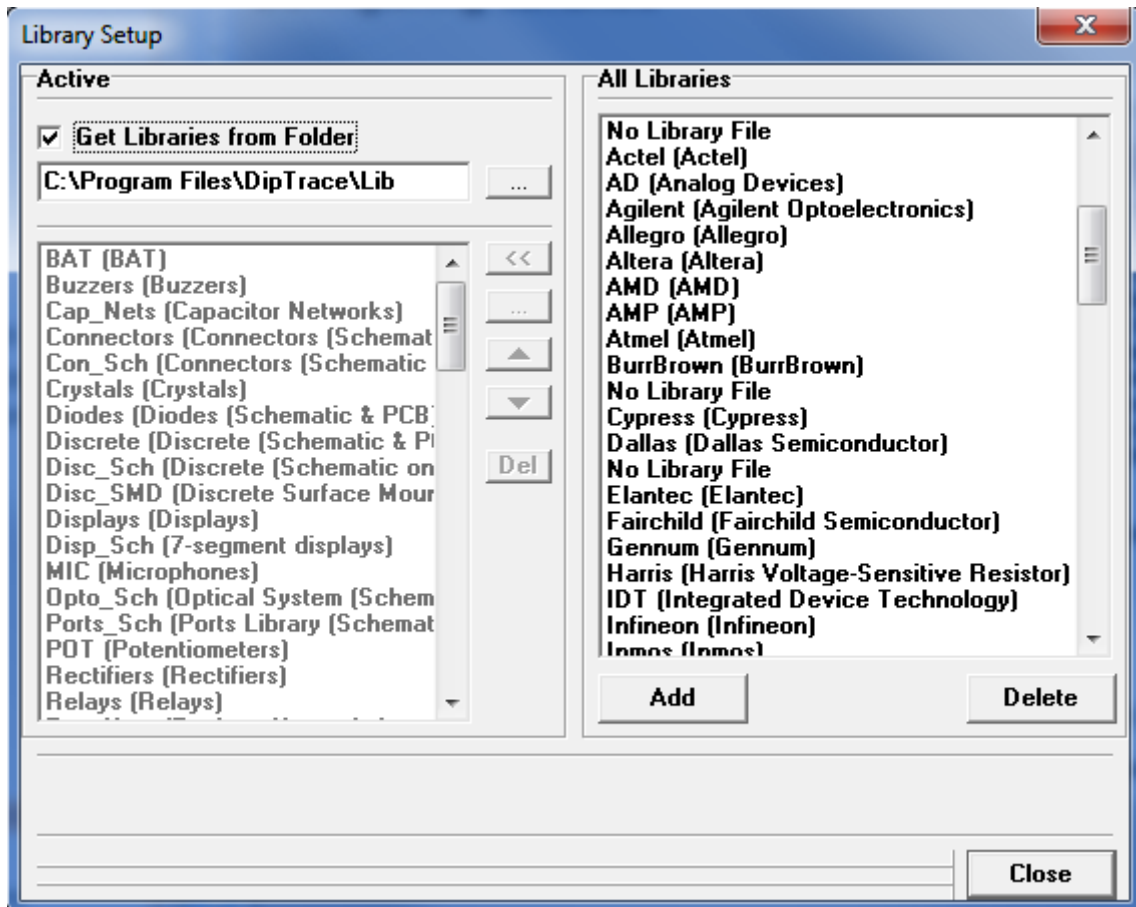 Library Setup
Active
Get Libraries from Folder
C:\Program Files\DipTrace\Lib
...
BAT (BAT)
Buzzers (Buzzers)
Cap_Nets (Capacitor Networks)
Connectors (Connectors (Schemat
Con_Sch (Connectors (Schematic
Crystals (Crystals)
Diodes (Diodes (Schematic & PCB)
Discrete (Discrete (Schematic & P
Disc_Sch (Discrete (Schematic on
Disc_SMD (Discrete Surface Moun
Displays (Displays)
Disp_Sch (7-segment displays)
MIC (Microphones)
Opto_Sch (Optical System (Schem
Ports_Sch (Ports Library (Schemat
POT (Potentiometers)
Rectifiers (Rectifiers)
Relays (Relays)
<<
...
Del
All Libraries
No Library File
Actel (Actel)
AD (Analog Devices)
Agilent (Agilent Optoelectronics)
Allegro (Allegro)
Altera (Altera)
AMD (AMD)
AMP (AMP)
Atmel (Atmel)
BurrBrown (BurrBrown)
No Library File
Cypress (Cypress)
Dallas (Dallas Semiconductor)
No Library File
Elantec (Elantec)
Fairchild (Fairchild Semiconductor)
Gennum (Gennum)
Harris (Harris Voltage-Sensitive Resistor)
IDT (Integrated Device Technology)
Infineon (Infineon)
Inmos (Inmos)
Add
Delete
Close